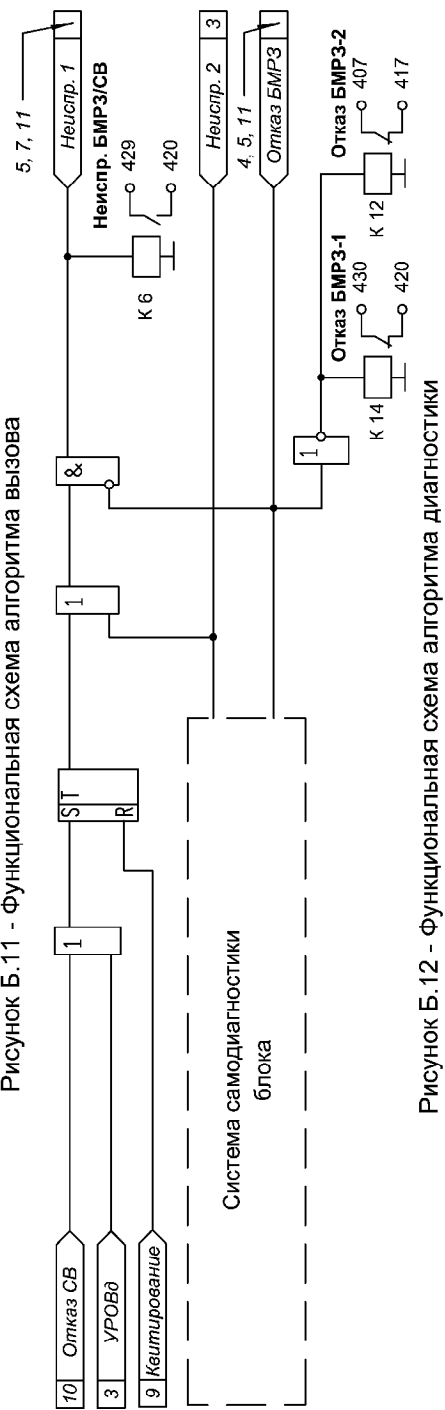 Рисунок Б.11 - Функциональная схема алгоритма вызова
10
Отказ СВ
3
УРОВд
9
Квитирование
1
S T
R
1
&
5, 7, 11
Неиспр. 1
1
Неиспр. БМРЗ/СВ
429
420
К 6
Неиспр. 2
3
4, 5, 11
Отказ БМРЗ
1
Система самодиагностики
блока
1
Отказ БМРЗ-1
430
420
К 14
Отказ БМРЗ-2
407
417
К 12
Рисунок Б.12 - Функциональная схема алгоритма диагностики